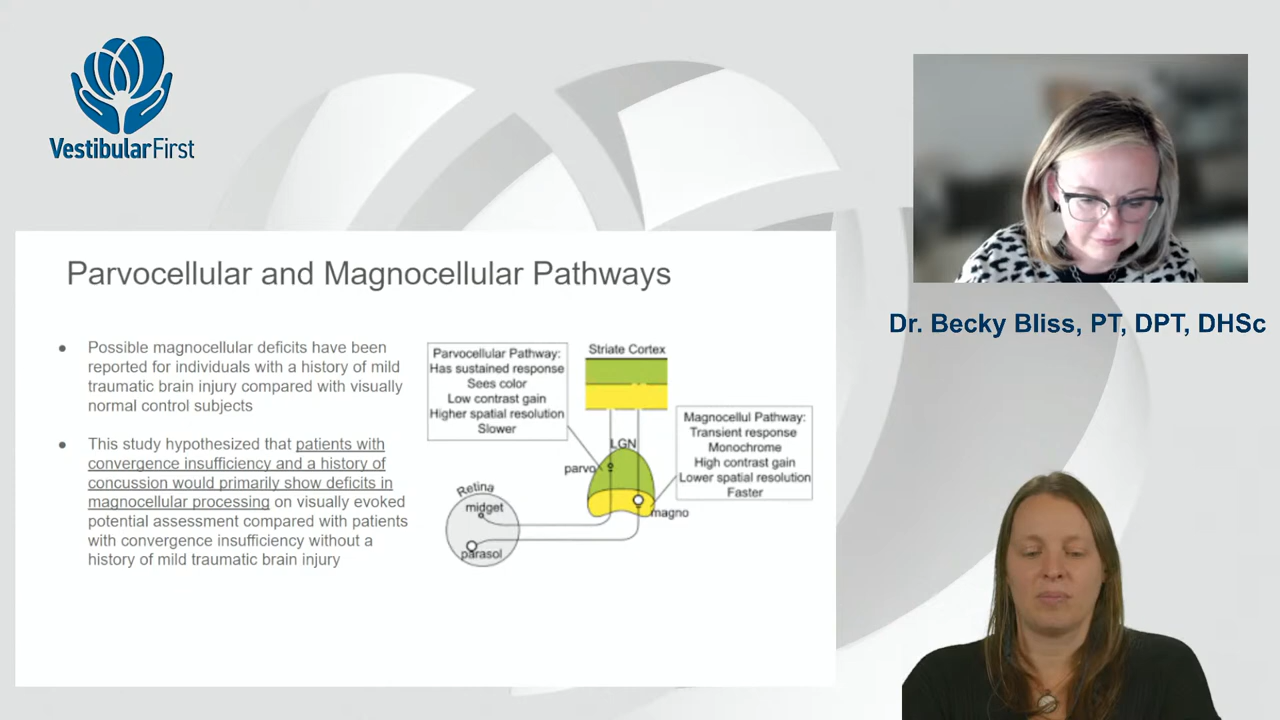 VestibularFirst
Parvocellular and Magnocellular Pathways
● Possible magnocellular deficits have been
reported for individuals with a history of mild
traumatic brain injury compared with visually
normal control subjects
● This study hypothesized that patients with
convergence insufficiency and a history of
concussion would primarily show deficits in
magnocellular processing on visually evoked
potential assessment compared with patients
with convergence insufficiency without a
history of mild traumatic brain injury
Parvocellular Pathway:
Has sustained response
Sees color
Low contrast gain
Higher spatial resolution
Slower
Striate Cortex
Magnocellul Pathway:
Transient response
Monochrome
High contrast gain
Lower spatial resolution
Faster
LGN
parvo
magno
Retina
midget
parasol
Dr. Becky Bliss, PT, DPT, DHSc